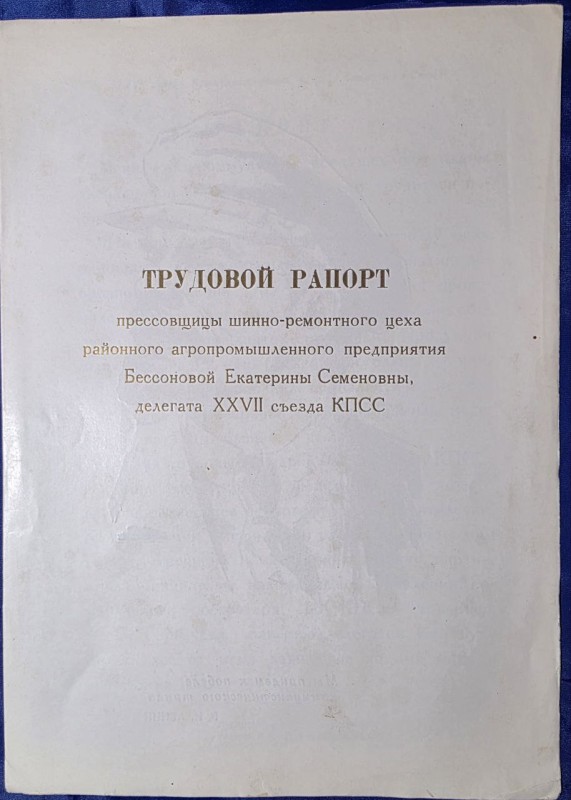 ТРУДОВОЙ РАПОРТ
прессовщицы шинно-ремонтного цеха
районного агропромышленного предприятия
Бессоновой Екатерины Семеновны,
делегата XXVII съезда КПСС